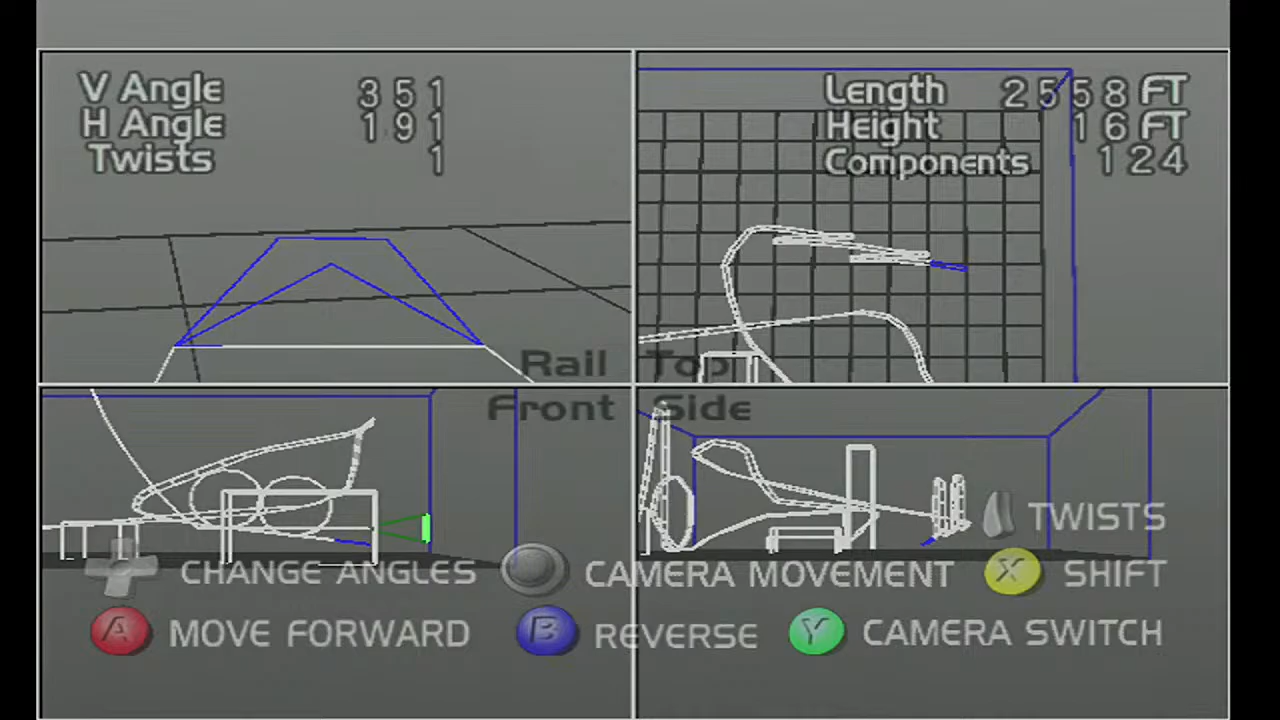 V Angle 351
H Angle 191
Twists 1
Length 2558 FT
Height 16 FT
Components 124
Rail Top
Front Side
TWISTS
CHANGE ANGLES CAMERA MOVEMENT X SHIFT
A MOVE FORWARD B REVERSE Y CAMERA SWITCH